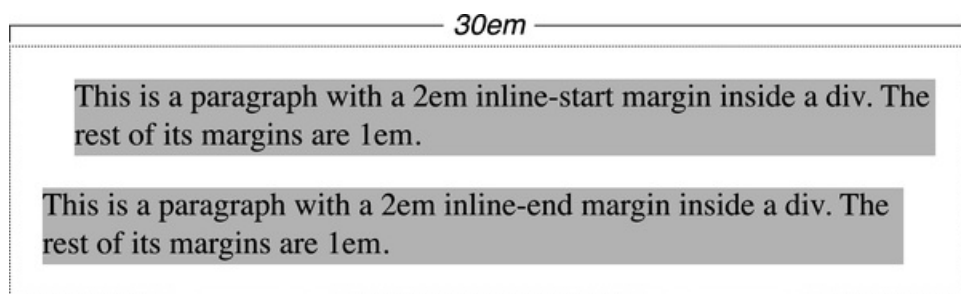 30em
This is a paragraph with a 2em inline-start margin inside a div. The
rest of its margins are 1em.
This is a paragraph with a 2em inline-end margin inside a div. The
rest of its margins are 1em.